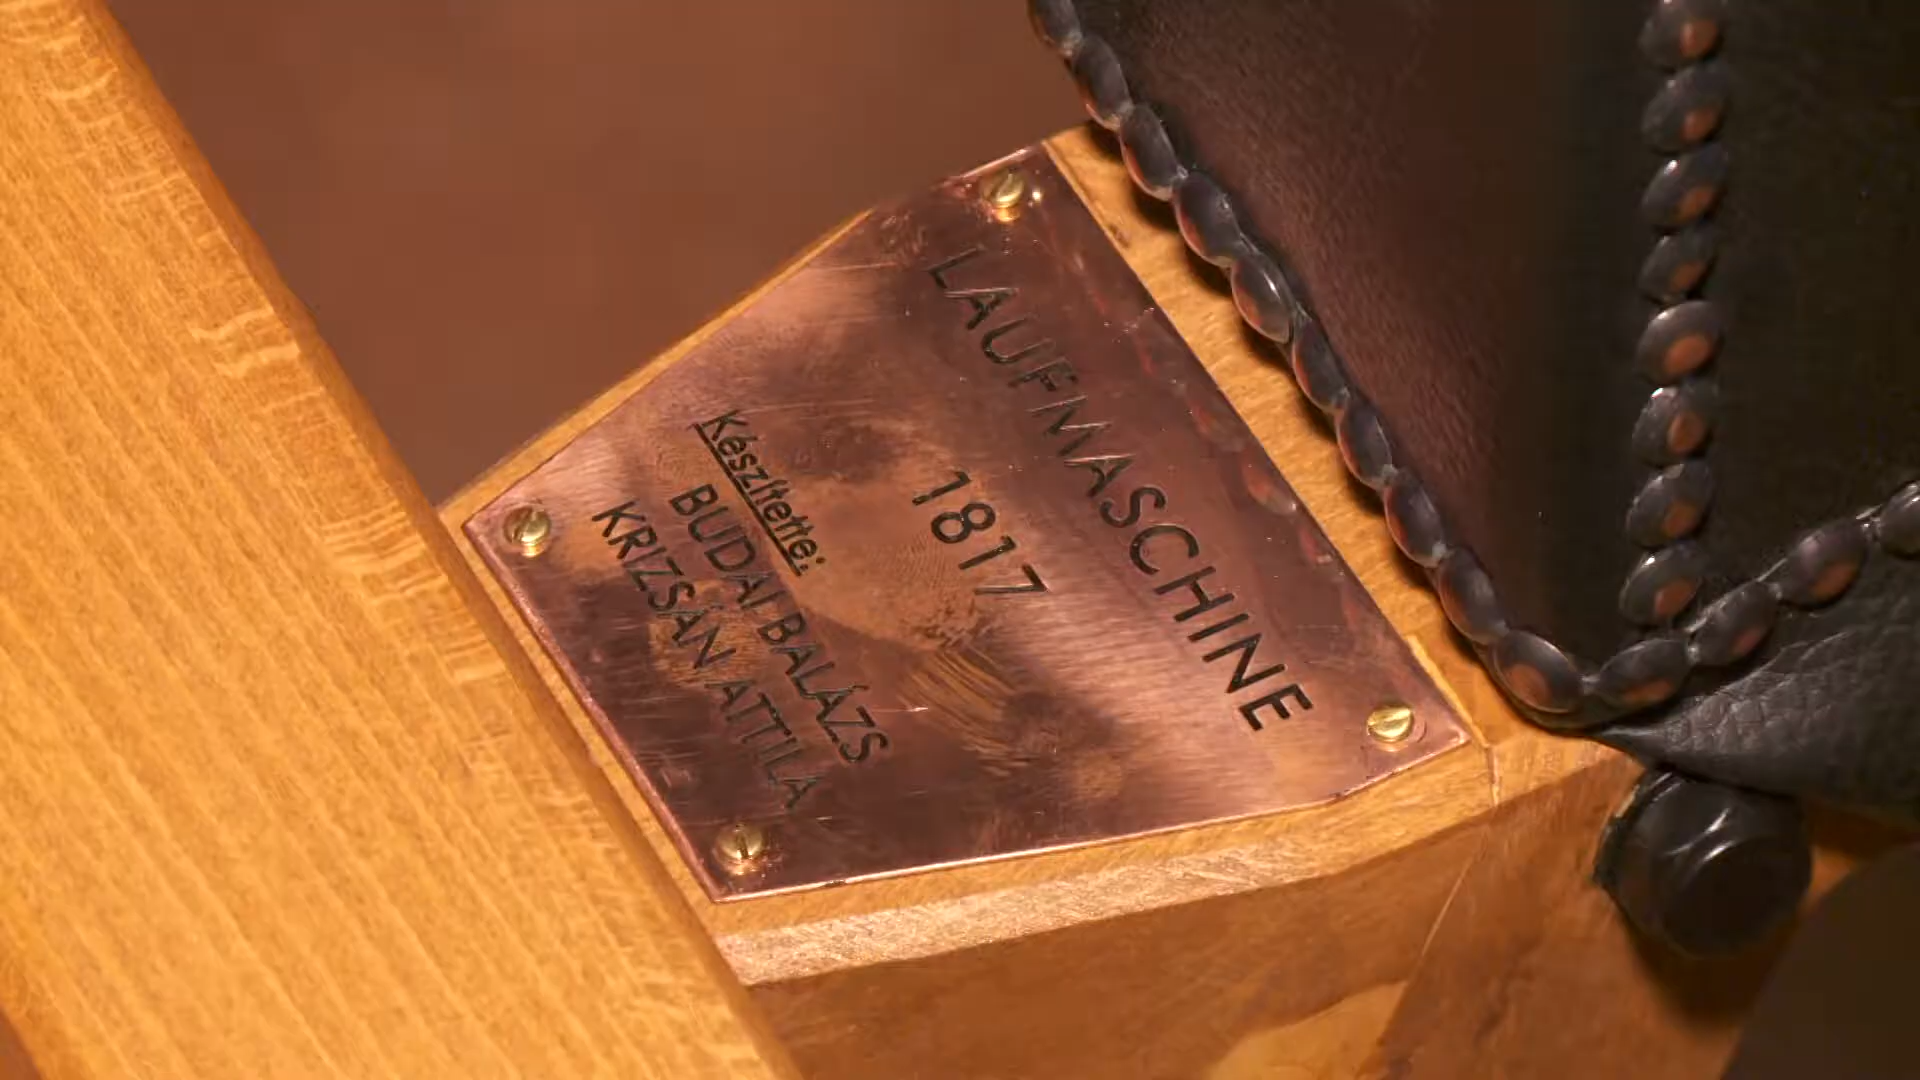 LAUFMASCHINE
1817
Készítette:
BUDAI BALÁZS
KRIZSÁN ATTILA